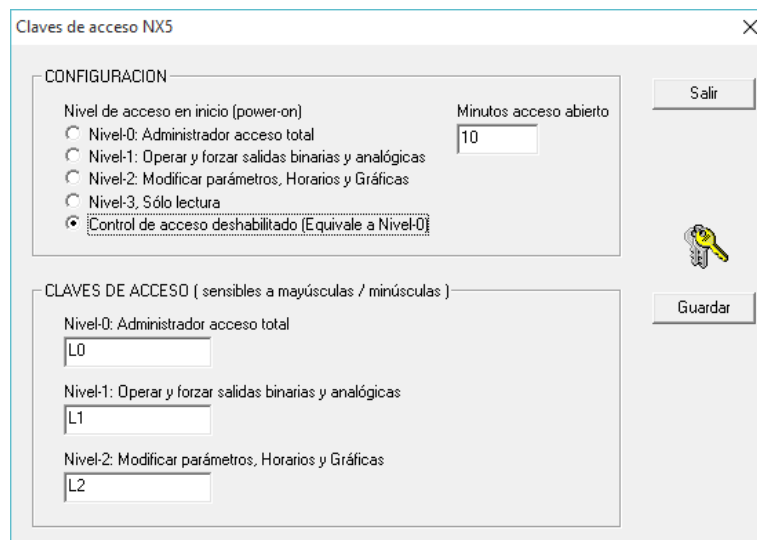 Claves de acceso NX5
CONFIGURACION
Nivel de acceso en inicio (power-on)
Nivel-0: Administrador acceso total
Nivel-1: Operar y forzar salidas binarias y analógicas
Nivel-2: Modificar parámetros, Horarios y Gráficas
Nivel-3, Sólo lectura
Control de acceso deshabilitado (Equivale a Nivel-0)
Minutos acceso abierto
10
Salir
CLAVES DE ACCESO ( sensibles a mayúsculas / minúsculas )
Nivel-0: Administrador acceso total
L0
Nivel-1: Operar y forzar salidas binarias y analógicas
L1
Nivel-2: Modificar parámetros, Horarios y Gráficas
L2
Guardar